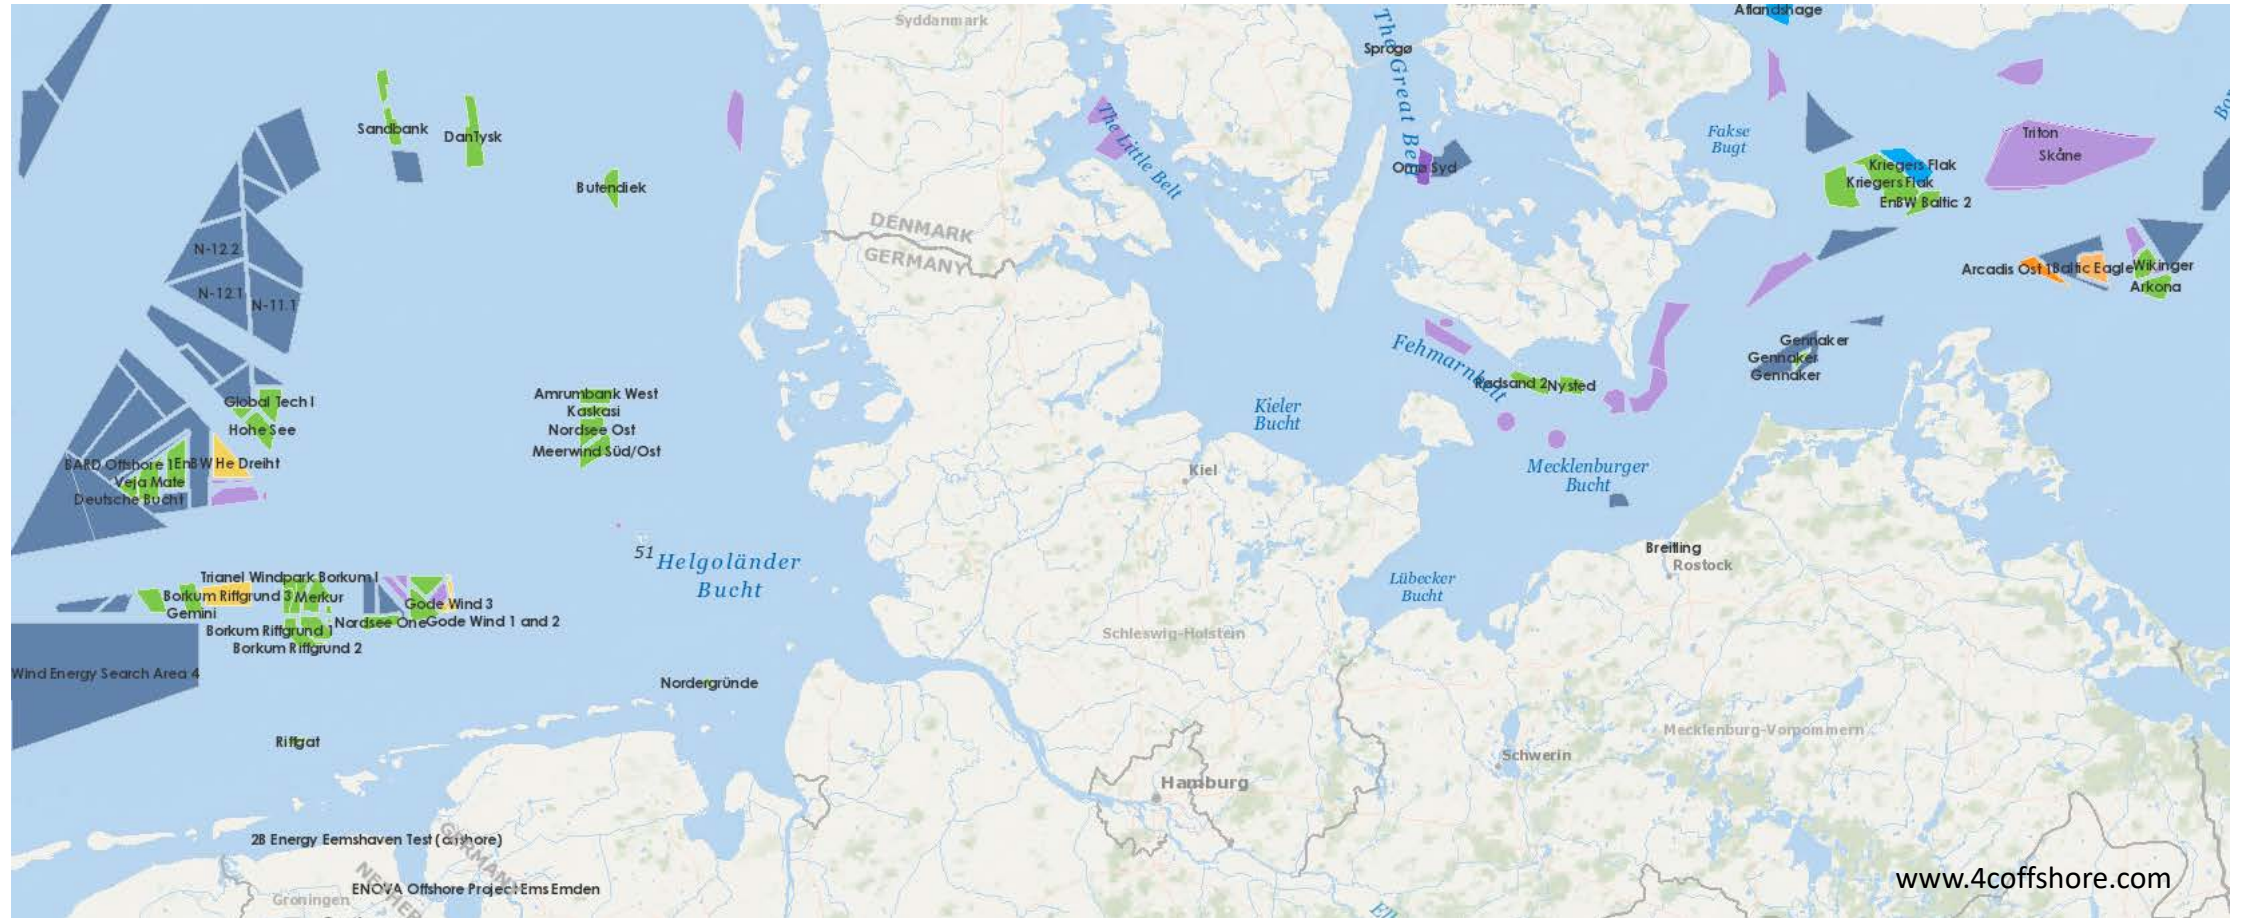 Syddanmark
The Great Belt
Sprogø
Aflandshage
Sandbank
DanTysk
Butendiek
The Little Belt
Omø Syd
Fakse
Bugt
Triton
Skåne
Kriegers Flak
Kriegers Flak
EnBW Baltic 2
DENMARK
GERMANY
N-12.2
N-12.1
N-11.1
Arcadis Ost 1
Baltic Eagle
Wikinger
Arkona
Gennaker
Gennaker
Gennaker
Fehmarnbelt
Rødsand 2
Nysted
Global Tech I
Hohe See
Amrumbank West
Kaskasi
Nordsee Ost
Meerwind Süd/Ost
Kieler
Bucht
BARD Offshore 1
EnBW He Dreiht
Veja Mate
Deutsche Bucht
Kiel
Mecklenburger
Bucht
51
Helgoländer
Bucht
Breitling
Rostock
Lübecker
Bucht
Trianel Windpark Borkum I
Borkum Riffgrund 3
Merkur
Gemini
Gode Wind 3
Nordsee One
Gode Wind 1 and 2
Borkum Riffgrund 1
Borkum Riffgrund 2
Schleswig-Holstein
Wind Energy Search Area 4
Nordergründe
Riffgat
Mecklenburg-Vorpommern
Schwerin
Hamburg
2B Energy Eemshaven Test (onshore)
GERMANY
ENOVA Offshore Project Ems Emden
Groningen
www.4coffshore.com